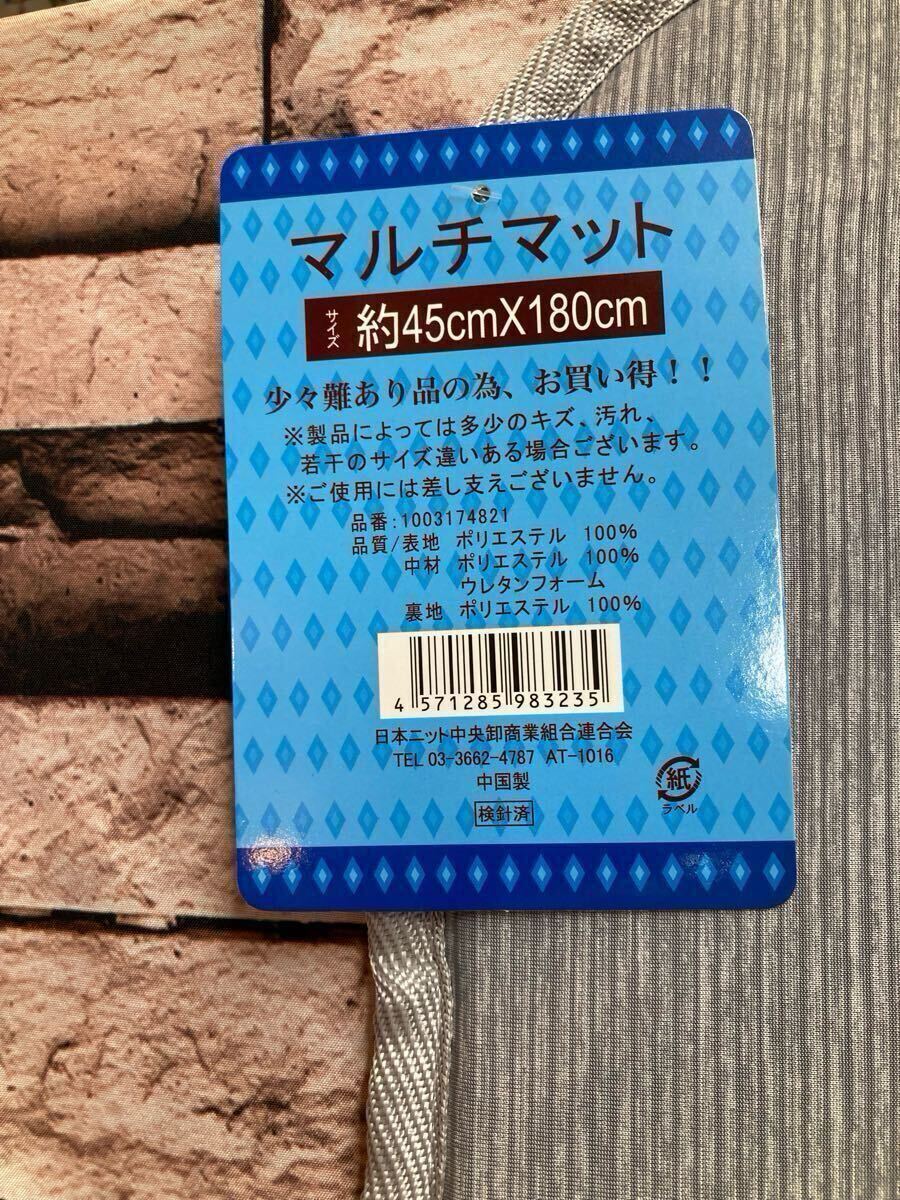 マルチマット
サイズ 約45cmX180cm
少々難あり品の為、お買い得！！
※製品によっては多少のキズ、汚れ、
若干のサイズ違いある場合ございます。
※ご使用には差し支えございません。
品番:1003174821
品質/表地 ポリエステル 100%
中材 ポリエステル 100%
ウレタンフォーム
裏地 ポリエステル 100%
4 571285 983235
日本ニット中央卸商業組合連合会
TEL 03-3662-4787 AT-1016
中国製
検針済
紙
ラベル